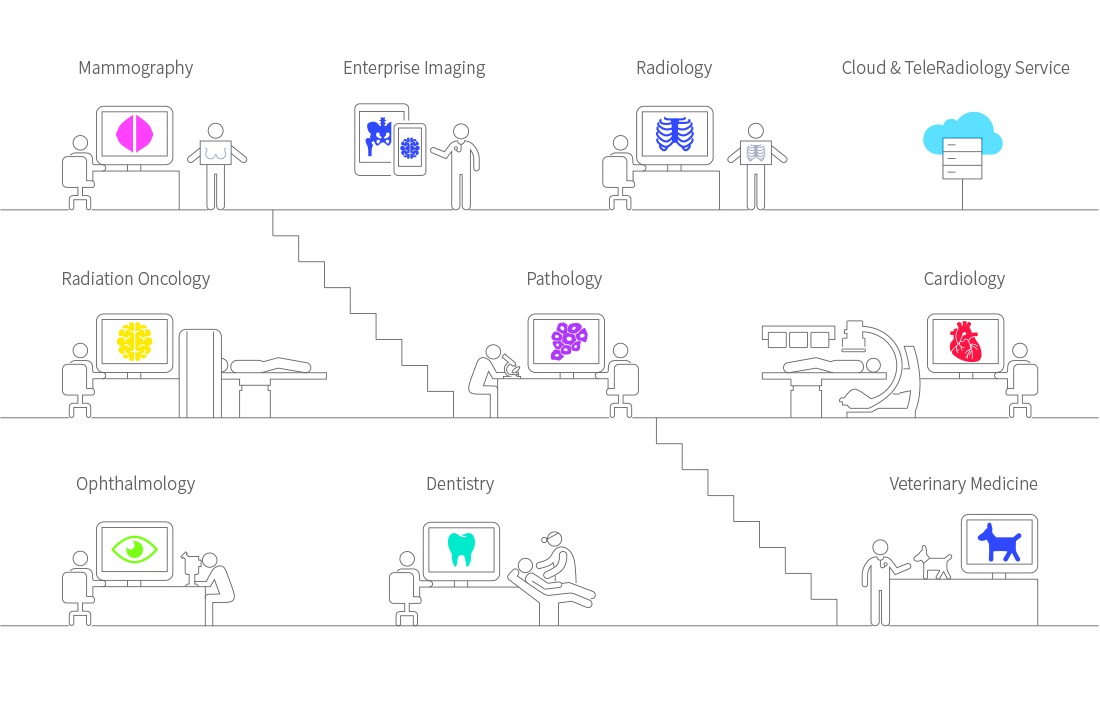 Mammography
Enterprise Imaging
Radiology
Cloud & TeleRadiology Service
Radiation Oncology
Pathology
Cardiology
Ophthalmology
Dentistry
Veterinary Medicine